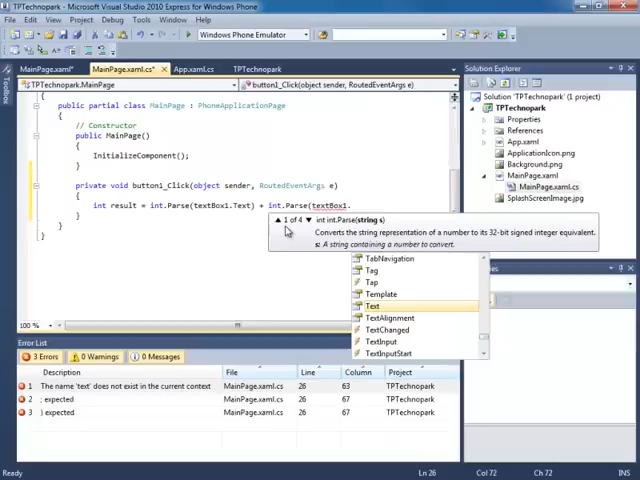 TPTechnopark - Microsoft Visual Studio 2010 Express for Windows Phone
File Edit View Project Debug Tools Window Help
Windows Phone Emulator
MainPage.xaml* MainPage.xaml.cs* App.xaml.cs TPTechnopark
TPTechnopark.MainPage button1_Click(object sender, RoutedEventArgs e)
Toolbox
{
public partial class MainPage : PhoneApplicationPage
{
// Constructor
public MainPage()
{
InitializeComponent();
}
private void button1_Click(object sender, RoutedEventArgs e)
{
int result = int.Parse(textBox1.Text) + int.Parse(textBox1.
}
}
}
1 of 4 int int.Parse(string s)
Converts the string representation of a number to its 32-bit signed integer equivalent.
s: A string containing a number to convert.
TabNavigation
Tag
Tap
Template
Text
TextAlignment
TextChanged
TextInput
TextInputStart
100 %
Solution Explorer
Solution 'TPTechnopark' (1 project)
TPTechnopark
Properties
References
App.xaml
ApplicationIcon.png
Background.png
MainPage.xaml
MainPage.xaml.cs
SplashScreenImage.jpg
Error List
3 Errors 0 Warnings 0 Messages
Description File Line Column Project
1 The name 'text' does not exist in the current context MainPage.xaml.cs 26 63 TPTechnopark
2 ; expected MainPage.xaml.cs 26 67 TPTechnopark
3 ) expected MainPage.xaml.cs 26 67 TPTechnopark
Ready Ln 26 Col 72 Ch 72 INS